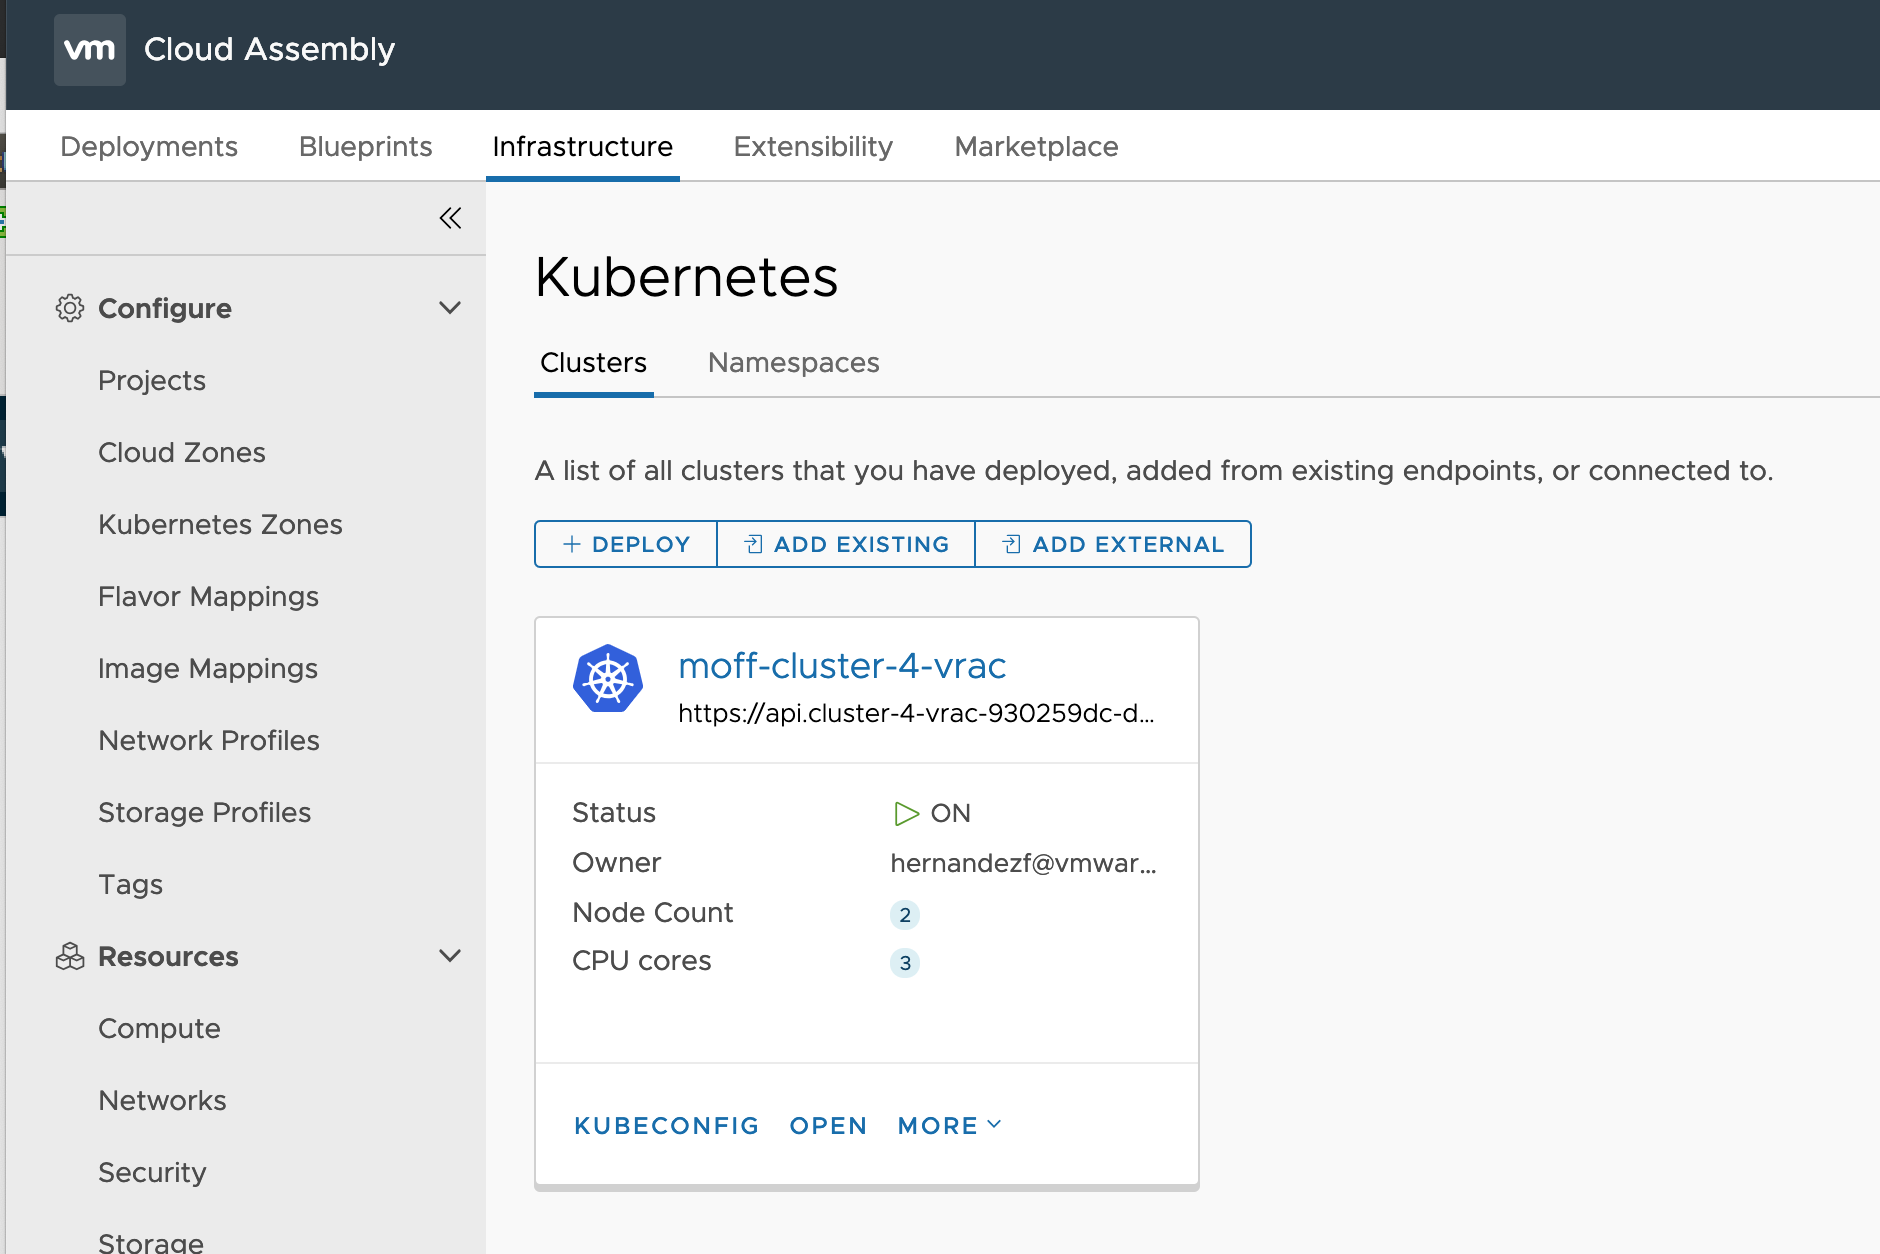 vm Cloud Assembly
Deployments Blueprints Infrastructure Extensibility Marketplace
Configure
Projects
Cloud Zones
Kubernetes Zones
Flavor Mappings
Image Mappings
Network Profiles
Storage Profiles
Tags
Resources
Compute
Networks
Security
Storage
Kubernetes
Clusters Namespaces
A list of all clusters that you have deployed, added from existing endpoints, or connected to.
+ DEPLOY ADD EXISTING ADD EXTERNAL
moff-cluster-4-vrac
https://api.cluster-4-vrac-930259dc-d...
Status ON
Owner hernandezf@vmwar...
Node Count 2
CPU cores 3
KUBECONFIG OPEN MORE